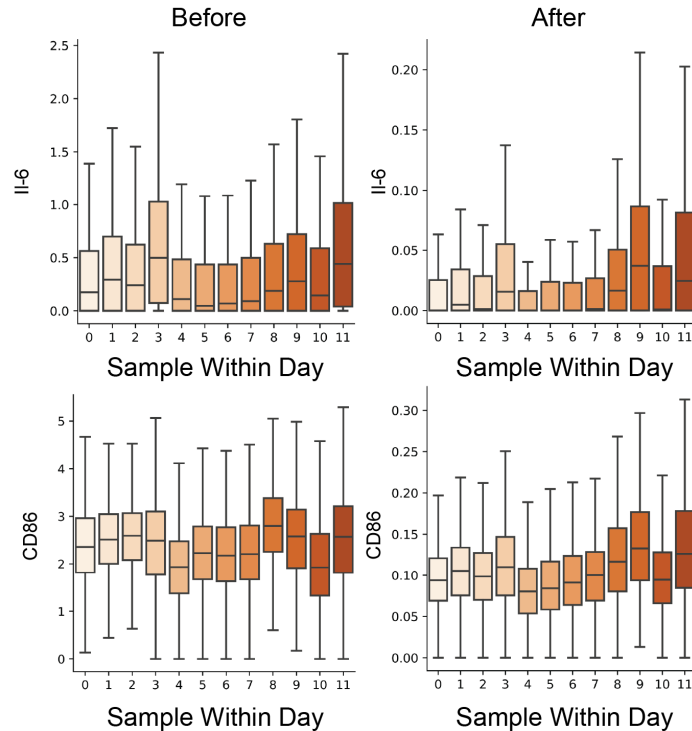 Before
After
Il-6
2.5
2.0
1.5
1.0
0.5
0.0
0 1 2 3 4 5 6 7 8 9 10 11
Sample Within Day
Il-6
0.20
0.15
0.10
0.05
0.00
0 1 2 3 4 5 6 7 8 9 10 11
Sample Within Day
CD86
5
4
3
2
1
0
0 1 2 3 4 5 6 7 8 9 10 11
Sample Within Day
CD86
0.30
0.25
0.20
0.15
0.10
0.05
0.00
0 1 2 3 4 5 6 7 8 9 10 11
Sample Within Day